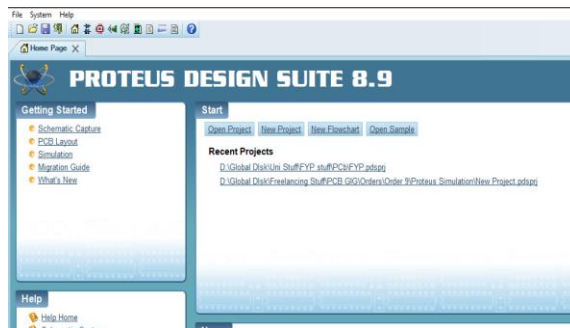 File System Help
Home Page
PROTEUS DESIGN SUITE 8.9
Getting Started
Schematic Capture
PCB Layout
Simulation
Migration Guide
What's New
Start
Open Project New Project New Flowchart Open Sample
Recent Projects
D:\Global DIsk\Uni Stuff\FYP stuff\PCb\FYP.pdsprj
D:\Global DIsk\Freelancing Stuff\PCB GIG\Orders\Order 9\Proteus Simulation\New Project.pdsprj
Help
Help Home